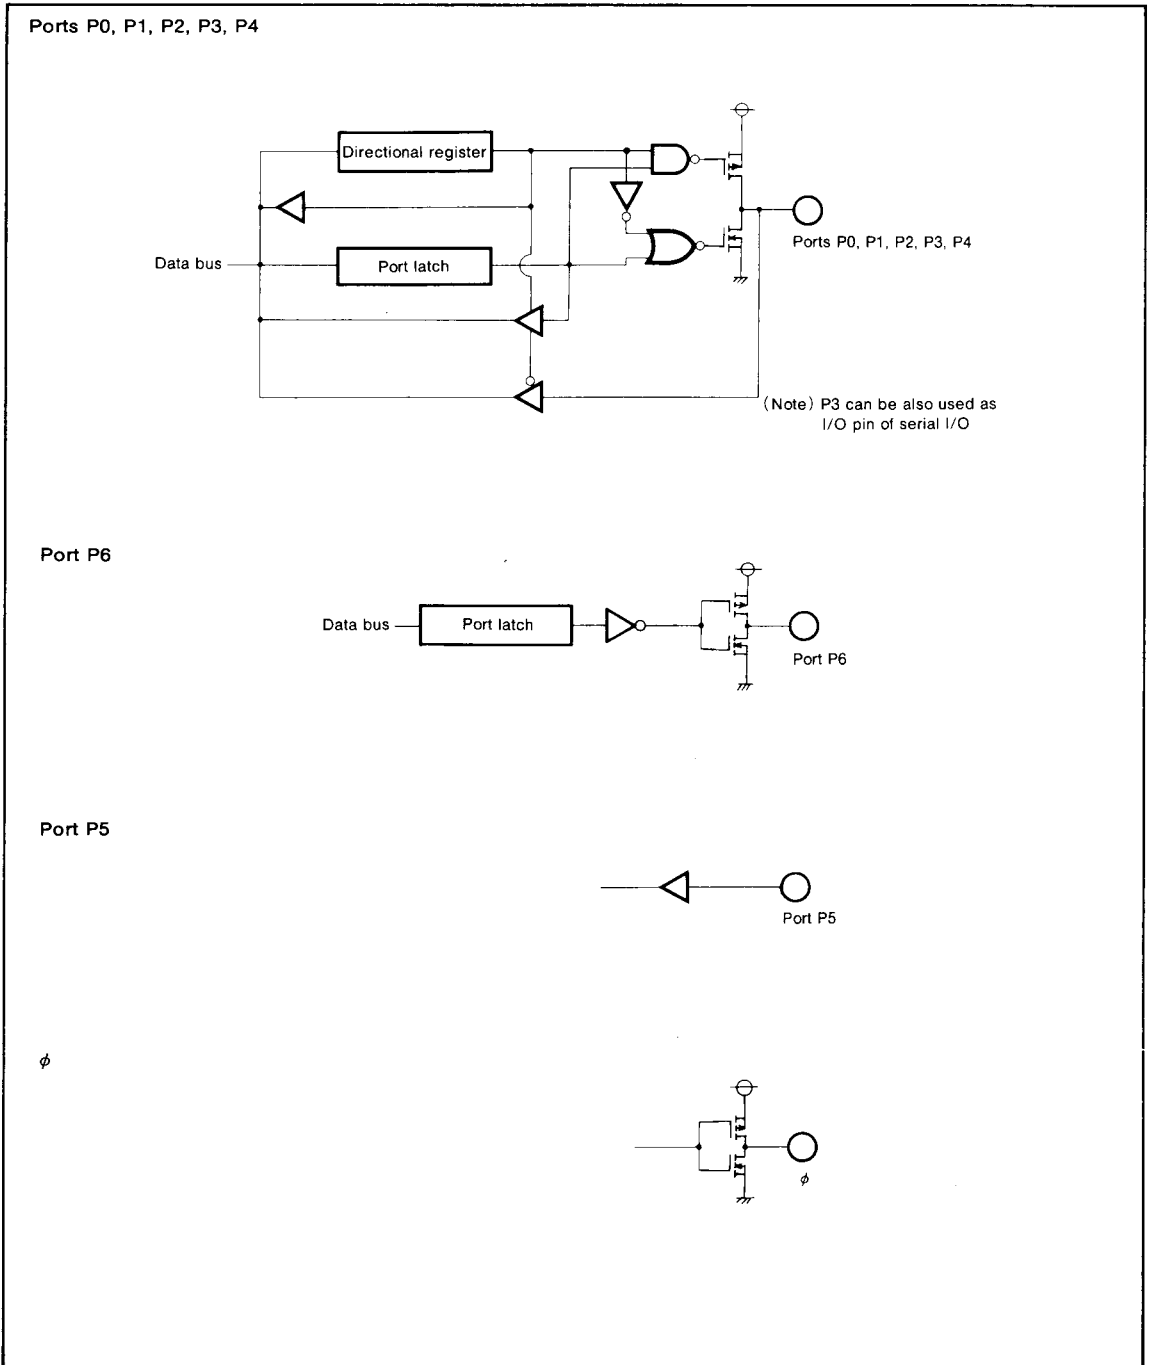 Ports P0, P1, P2, P3, P4
Directional register
Ports P0, P1, P2, P3, P4
Data bus
Port latch
(Note) P3 can be also used as
I/O pin of serial I/O
Port P6
Data bus
Port latch
Port P6
Port P5
Port P5
ϕ
ϕ